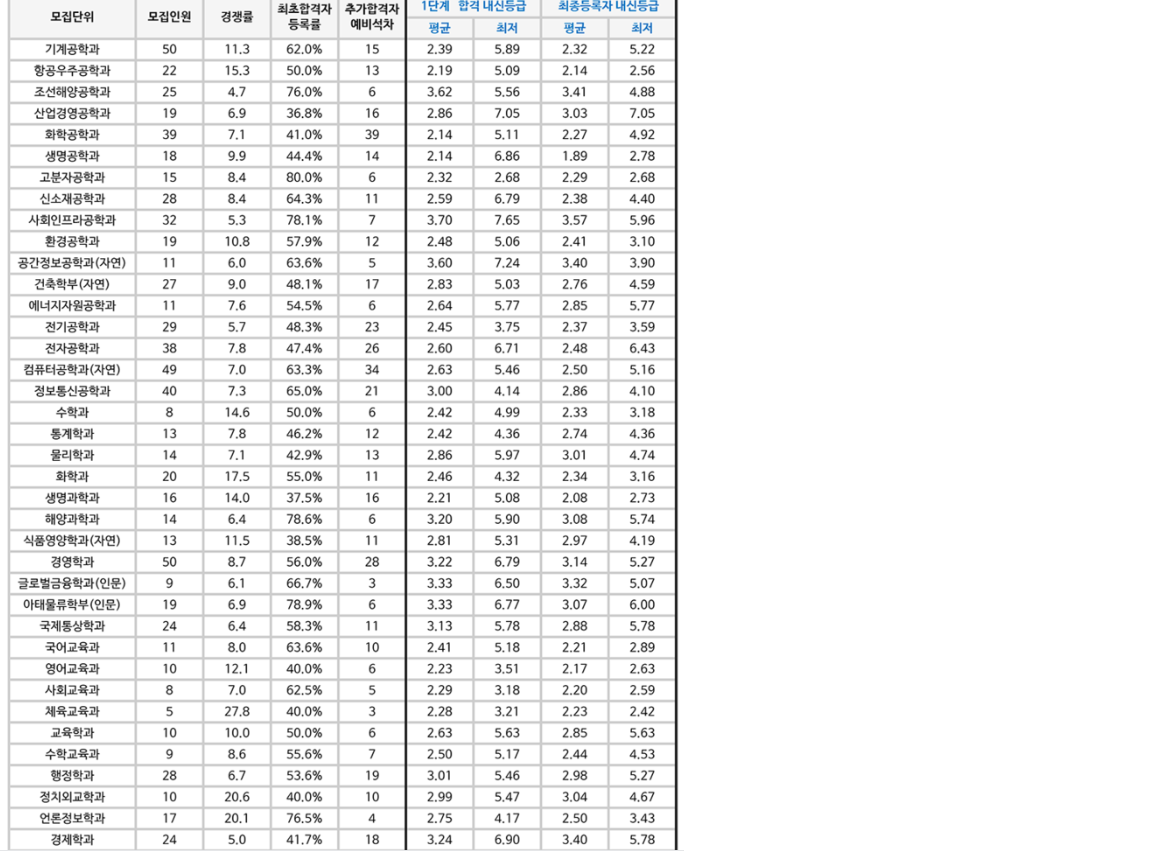 모집단위 모집인원 경쟁률 최초합격자 등록률 추가합격자 예비석차 1단계 합격 내신등급 최종등록자 내신등급
평균 최저 평균 최저
기계공학과 50 11.3 62.0% 15 2.39 5.89 2.32 5.22
항공우주공학과 22 15.3 50.0% 13 2.19 5.09 2.14 2.56
조선해양공학과 25 4.7 76.0% 6 3.62 5.56 3.41 4.88
산업경영공학과 19 6.9 36.8% 16 2.86 7.05 3.03 7.05
화학공학과 39 7.1 41.0% 39 2.14 5.11 2.27 4.92
생명공학과 18 9.9 44.4% 14 2.14 6.86 1.89 2.78
고분자공학과 15 8.4 80.0% 6 2.32 2.68 2.29 2.68
신소재공학과 28 8.4 64.3% 11 2.59 6.79 2.38 4.40
사회인프라공학과 32 5.3 78.1% 7 3.70 7.65 3.57 5.96
환경공학과 19 10.8 57.9% 12 2.48 5.06 2.41 3.10
공간정보공학과(자연) 11 6.0 63.6% 5 3.60 7.24 3.40 3.90
건축학부(자연) 27 9.0 48.1% 17 2.83 5.03 2.76 4.59
에너지자원공학과 11 7.6 54.5% 6 2.64 5.77 2.85 5.77
전기공학과 29 5.7 48.3% 23 2.45 3.75 2.37 3.59
전자공학과 38 7.8 47.4% 26 2.60 6.71 2.48 6.43
컴퓨터공학과(자연) 49 7.0 63.3% 34 2.63 5.46 2.50 5.16
정보통신공학과 40 7.3 65.0% 21 3.00 4.14 2.86 4.10
수학과 8 14.6 50.0% 6 2.42 4.99 2.33 3.18
통계학과 13 7.8 46.2% 12 2.42 4.36 2.74 4.36
물리학과 14 7.1 42.9% 13 2.86 5.97 3.01 4.74
화학과 20 17.5 55.0% 11 2.46 4.32 2.34 3.16
생명과학과 16 14.0 37.5% 16 2.21 5.08 2.08 2.73
해양과학과 14 6.4 78.6% 6 3.20 5.90 3.08 5.74
식품영양학과(자연) 13 11.5 38.5% 11 2.81 5.31 2.97 4.19
경영학과 50 8.7 56.0% 28 3.22 6.79 3.14 5.27
글로벌금융학과(인문) 9 6.1 66.7% 3 3.33 6.50 3.32 5.07
아태물류학부(인문) 19 6.9 78.9% 6 3.33 6.77 3.07 6.00
국제통상학과 24 6.4 58.3% 11 3.13 5.78 2.88 5.78
국어교육과 11 8.0 63.6% 10 2.41 5.18 2.21 2.89
영어교육과 10 12.1 40.0% 6 2.23 3.51 2.17 2.63
사회교육과 8 7.0 62.5% 5 2.29 3.18 2.20 2.59
체육교육과 5 27.8 40.0% 3 2.28 3.21 2.23 2.42
교육학과 10 10.0 50.0% 6 2.63 5.63 2.85 5.63
수학교육과 9 8.6 55.6% 7 2.50 5.17 2.44 4.53
행정학과 28 6.7 53.6% 19 3.01 5.46 2.98 5.27
정치외교학과 10 20.6 40.0% 10 2.99 5.47 3.04 4.67
언론정보학과 17 20.1 76.5% 4 2.75 4.17 2.50 3.43
경제학과 24 5.0 41.7% 18 3.24 6.90 3.40 5.78